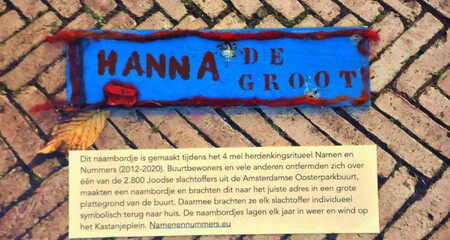 HANNA DE GROOT
Dit naambordje is gemaakt tijdens het 4 mei herdenkingsritueel Namen en
Nummers (2012-2020). Buurtbewoners en vele anderen ontfermden zich over
één van de 2.800 Joodse slachtoffers uit de Amsterdamse Oosterparkbuurt,
maakten een naambordje en brachten dit naar het juiste adres in een grote
plattegrond van de buurt. Daarmee brachten ze elk slachtoffer individueel
symbolisch terug naar huis. De naambordjes lagen elk jaar in weer en wind op
het Kastanjeplein. Namenennummers.eu